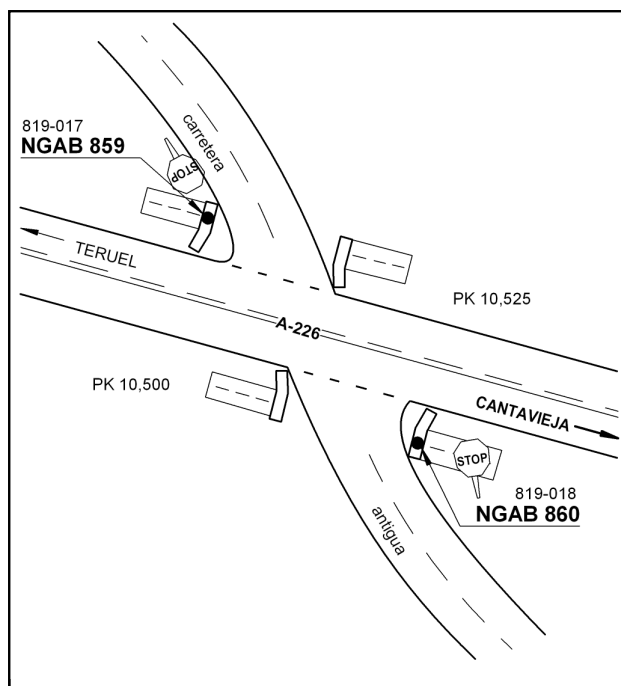 carretera
819-017
NGAB 859
STOP
TERUEL
PK 10,525
A-226
PK 10,500
CANTAVIEJA
STOP
819-018
NGAB 860
antigua